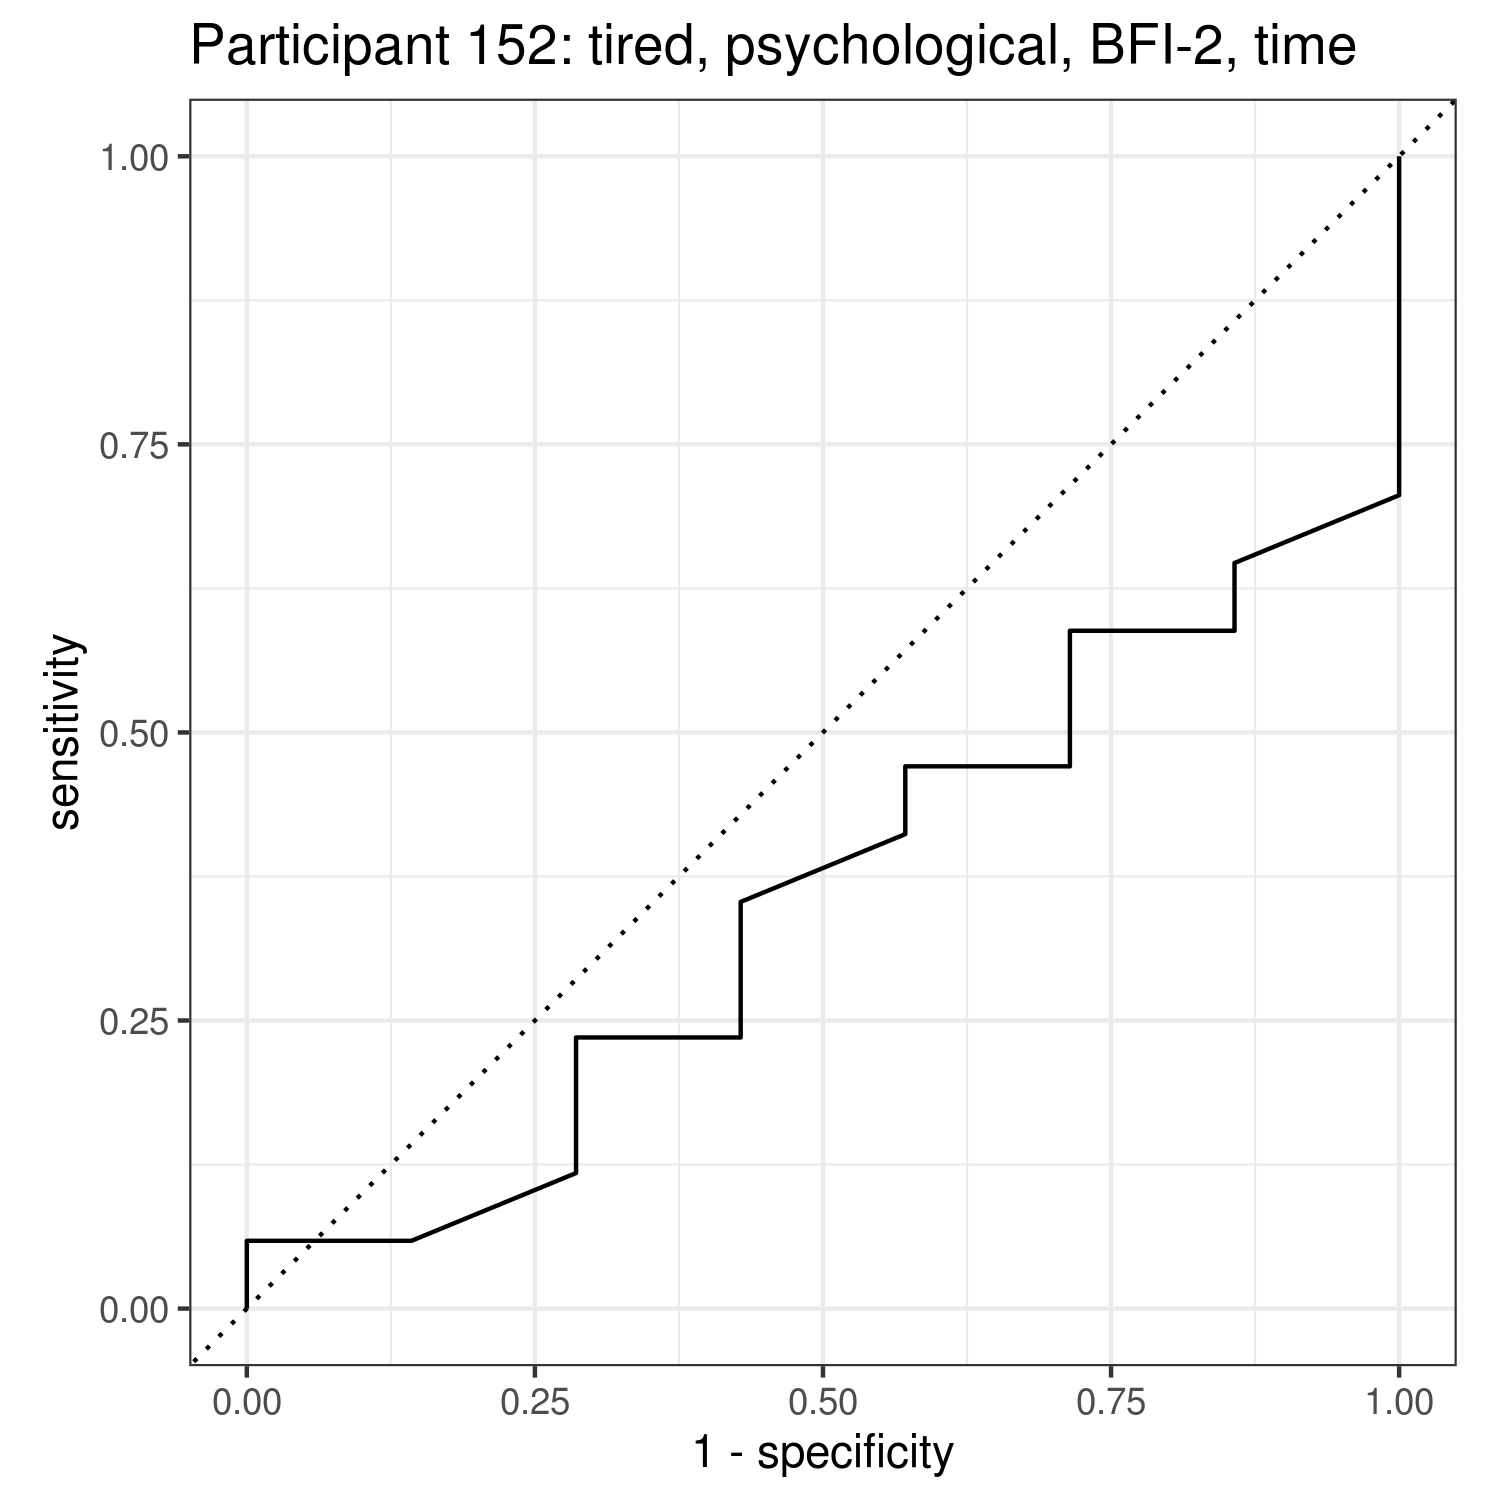 Participant 152: tired, psychological, BFI-2, time
1.00
0.75
0.50
0.25
0.00
sensitivity
0.00 0.25 0.50 0.75 1.00
1 - specificity